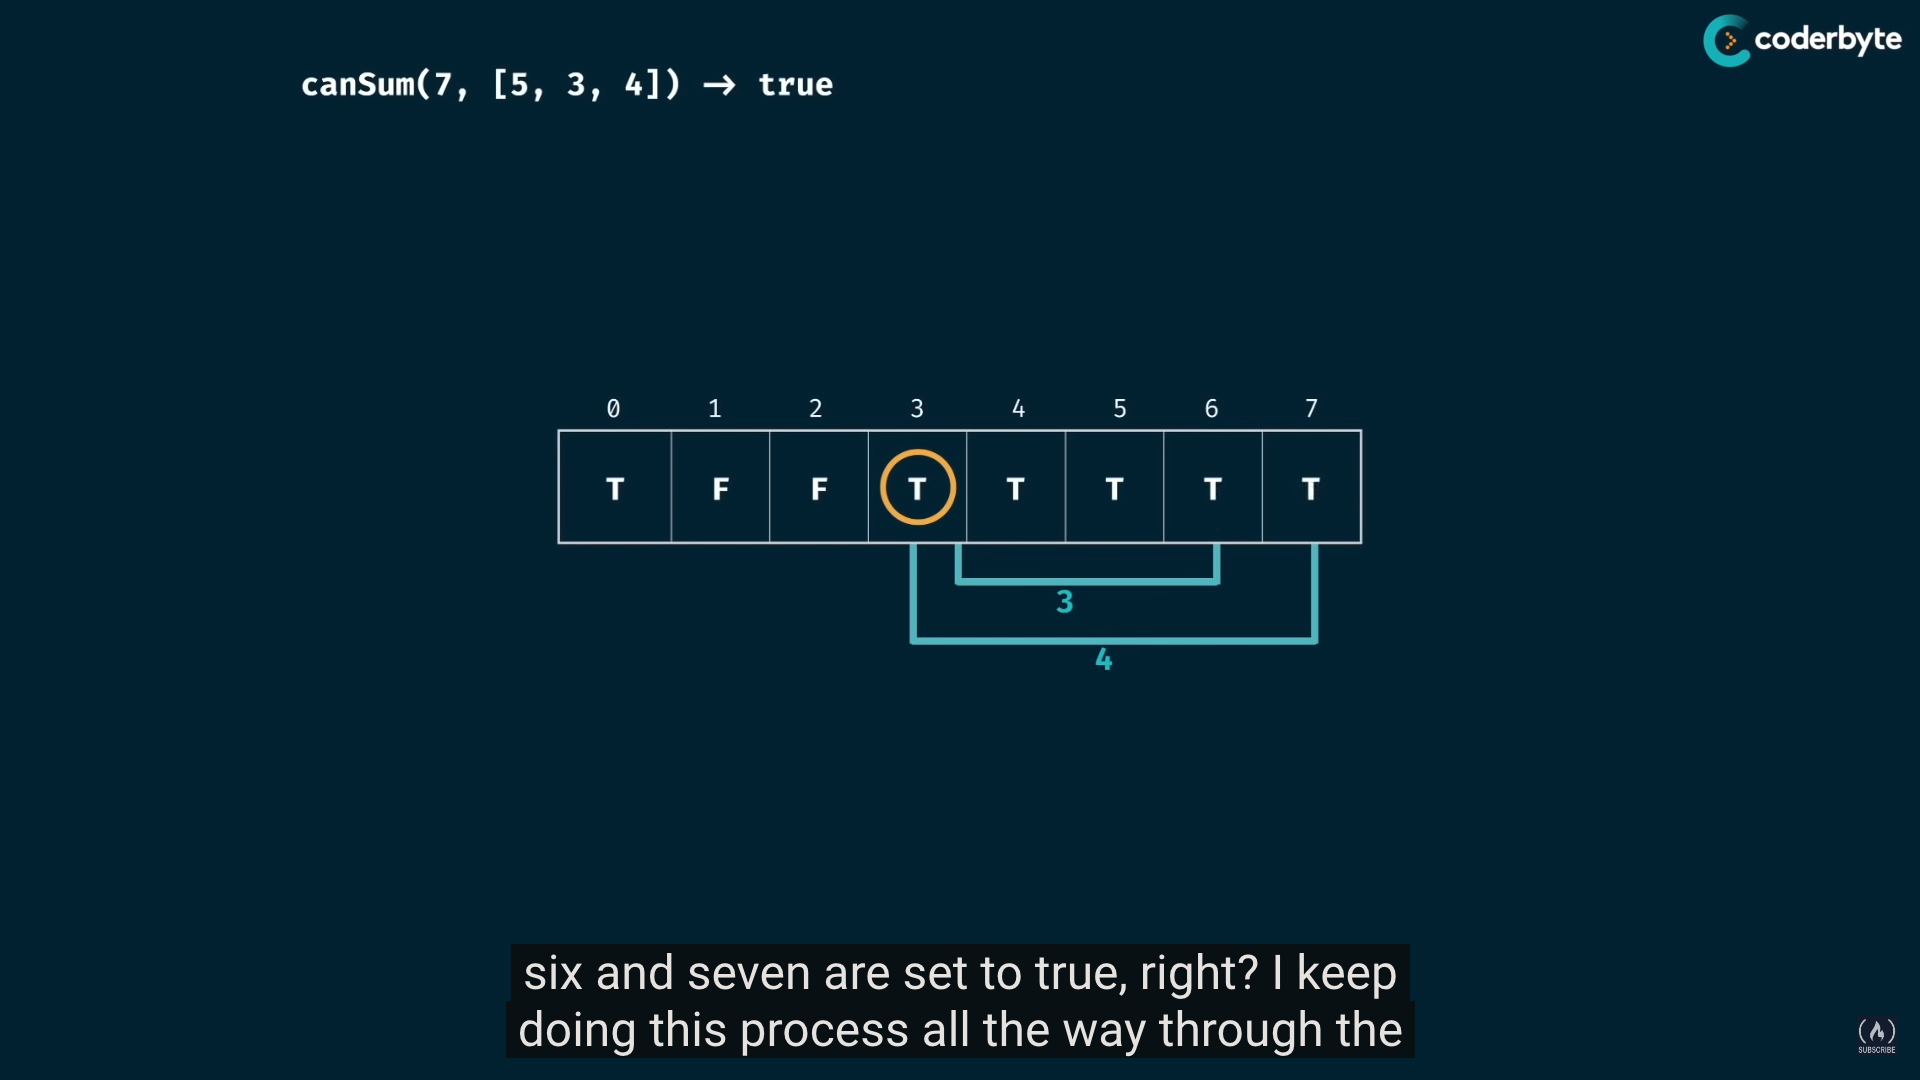 coderbyte
canSum(7, [5, 3, 4]) → true
0 1 2 3 4 5 6 7
T F F T T T T T
3
4
six and seven are set to true, right? I keep
doing this process all the way through the
SUBSCRIBE